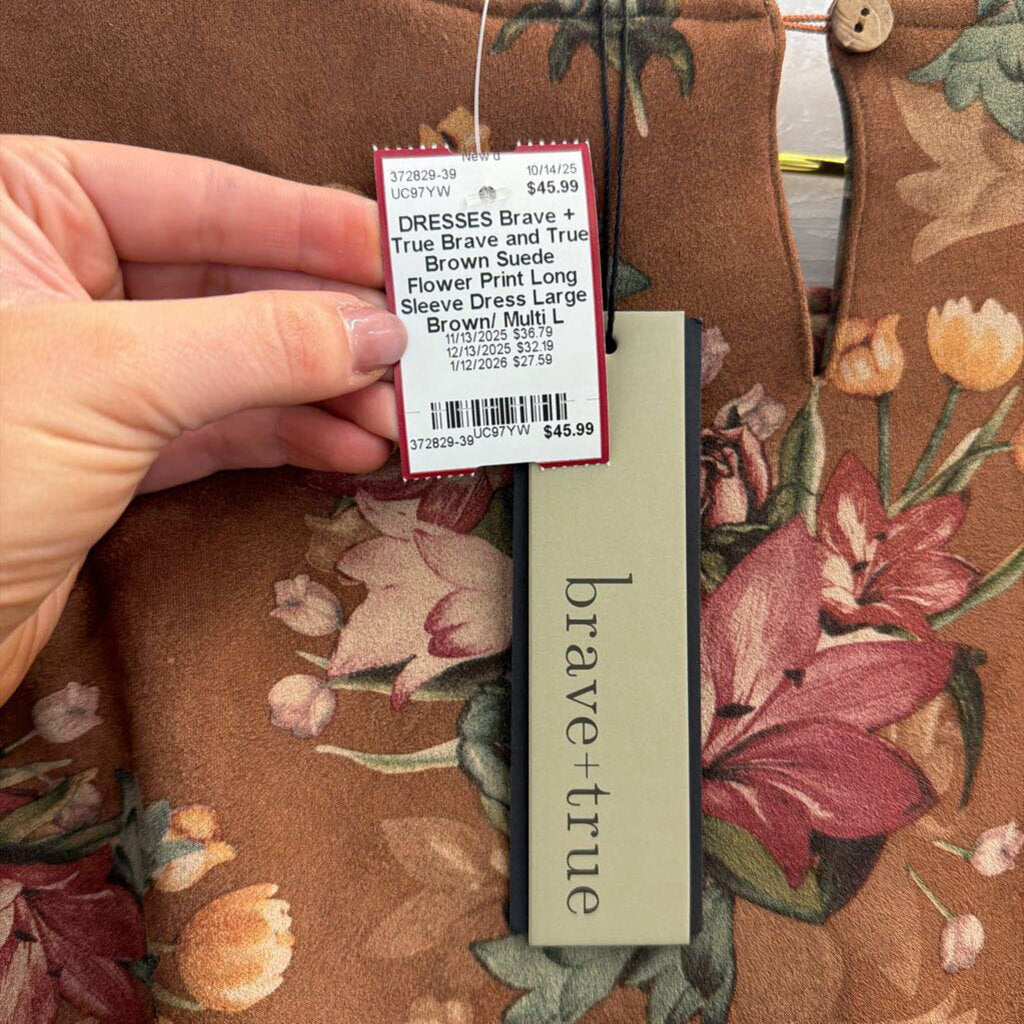 New d
372829-39 10/14/25
UC97YW $45.99
DRESSES Brave +
True Brave and True
Brown Suede
Flower Print Long
Sleeve Dress Large
Brown/ Multi L
11/13/2025 $36.79
12/13/2025 $32.19
1/12/2026 $27.59
372829-39 UC97YW $45.99
brave+true